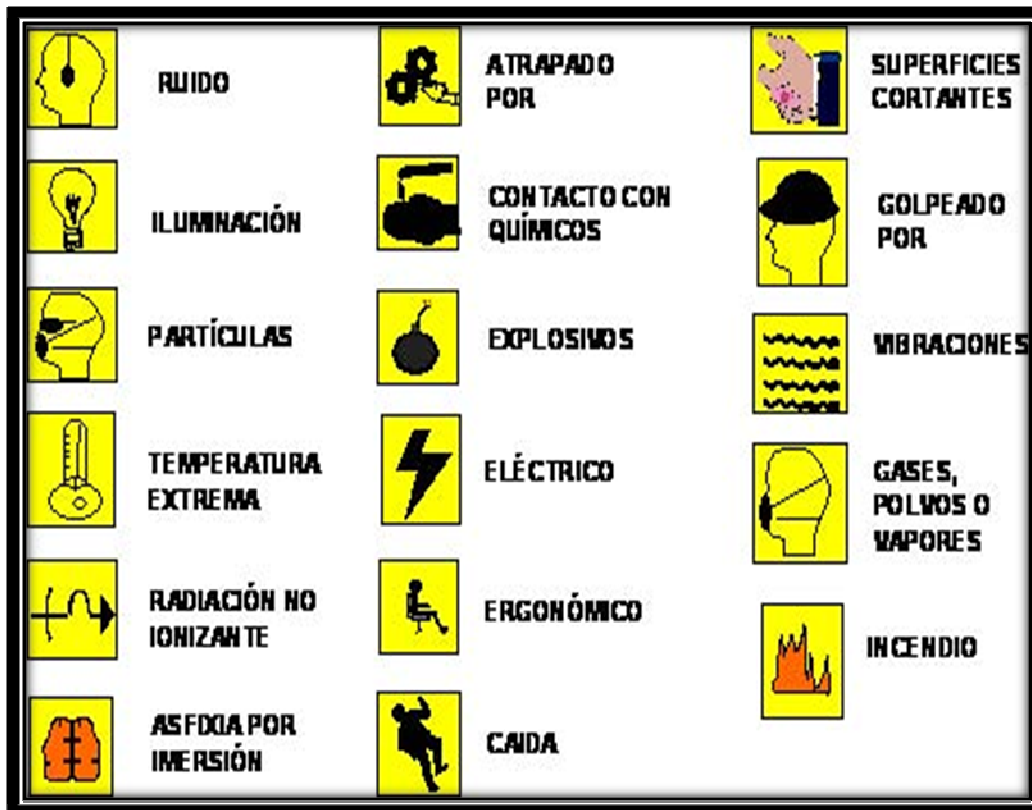 RUIDO
ILUMINACIÓN
PARTÍCULAS
TEMPERATURA
EXTREMA
RADIACIÓN NO
IONIZANTE
ASFIXIA POR
IMERSIÓN
ATRAPADO
POR
CONTACTO CON
QUÍMICOS
EXPLOSIVOS
ELÉCTRICO
ERGONÓMICO
CAIDA
SUPERFICIES
CORTANTES
GOLPEADO
POR
VIBRACIONES
GASES,
POLVOS O
VAPORES
INCENDIO